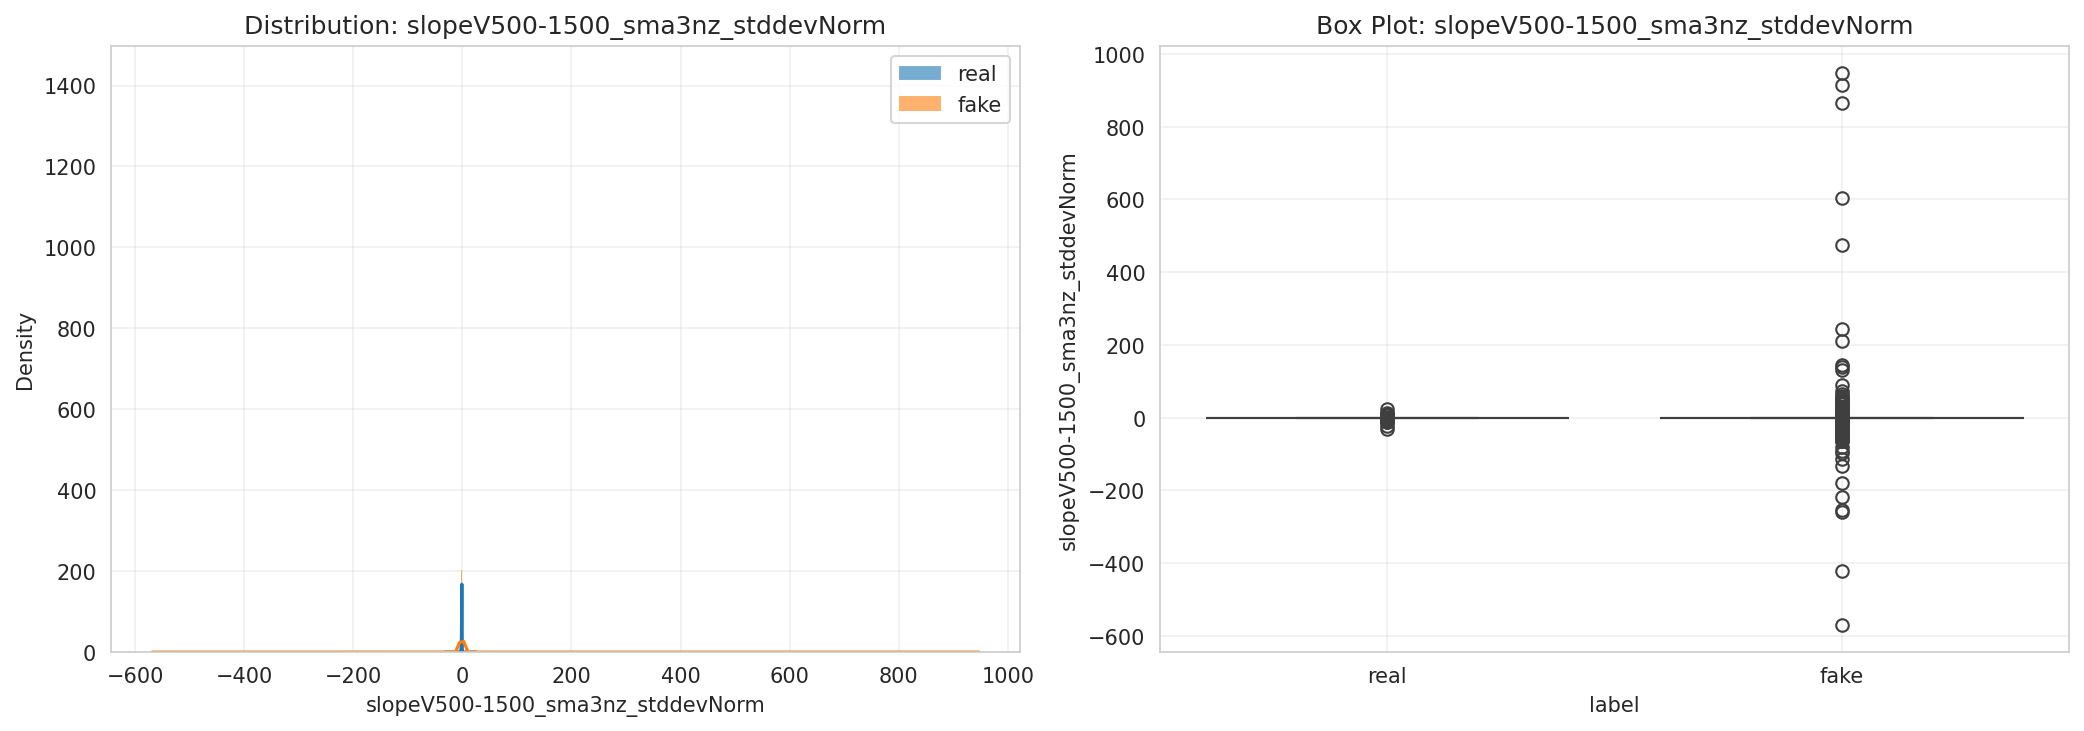 Distribution: slopeV500-1500_sma3nz_stddevNorm
1400
1200
1000
800
600
400
200
0
Density
−600
−400
−200
0
200
400
600
800
1000
slopeV500-1500_sma3nz_stddevNorm
real
fake
Box Plot: slopeV500-1500_sma3nz_stddevNorm
1000
800
600
400
200
0
−200
−400
−600
slopeV500-1500_sma3nz_stddevNorm
real
fake
label